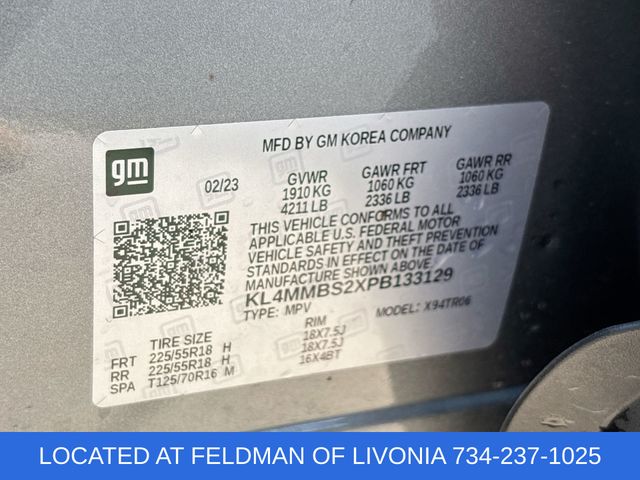 gm
MFD BY GM KOREA COMPANY
02/23
GVWR
1910 KG
4211 LB
GAWR FRT
1060 KG
2336 LB
GAWR RR
1060 KG
2336 LB
THIS VEHICLE CONFORMS TO ALL
APPLICABLE U.S. FEDERAL MOTOR
VEHICLE SAFETY AND THEFT PREVENTION
STANDARDS IN EFFECT ON THE DATE OF
MANUFACTURE SHOWN ABOVE.
KL4MMBS2XPB133129
TYPE: MPV MODEL: X94TR06
TIRE SIZE RIM
FRT 225/55R18 H 18X7.5J
RR 225/55R18 H 18X7.5J
SPA T125/70R16 M 16X4BT
LOCATED AT FELDMAN OF LIVONIA 734-237-1025